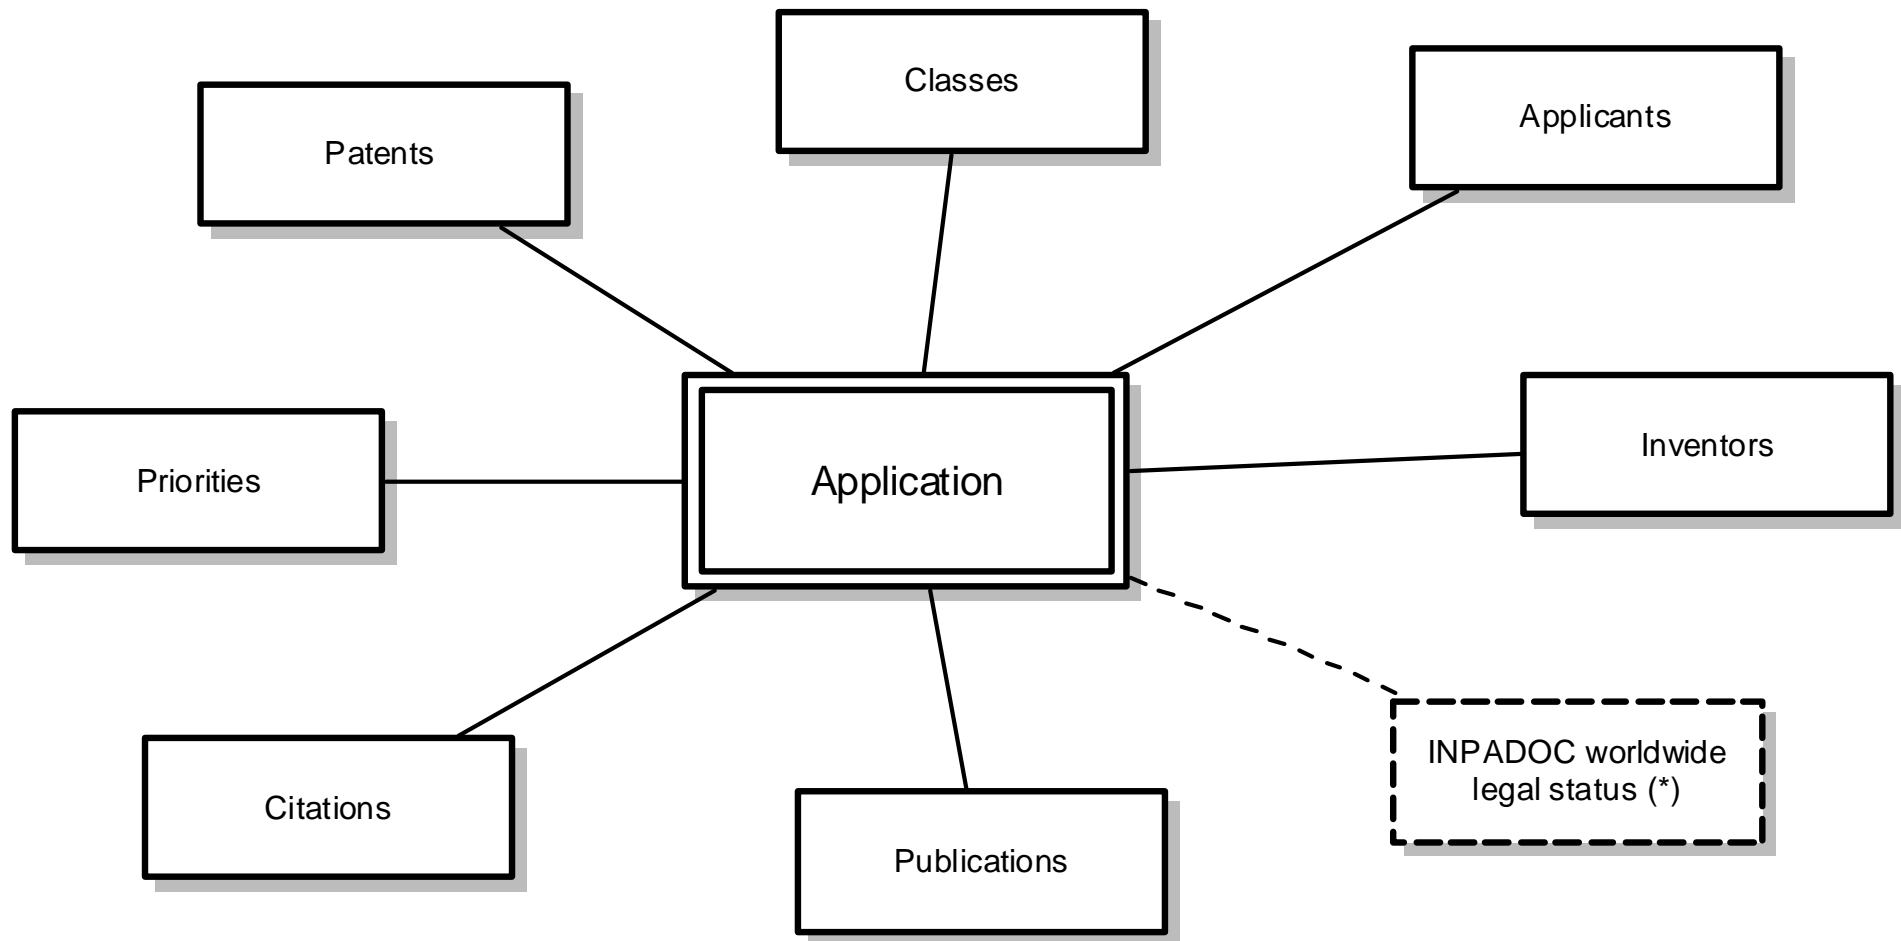 Classes
Applicants
Patents
Inventors
Priorities
Application
INPADOC worldwide
legal status (*)
Citations
Publications